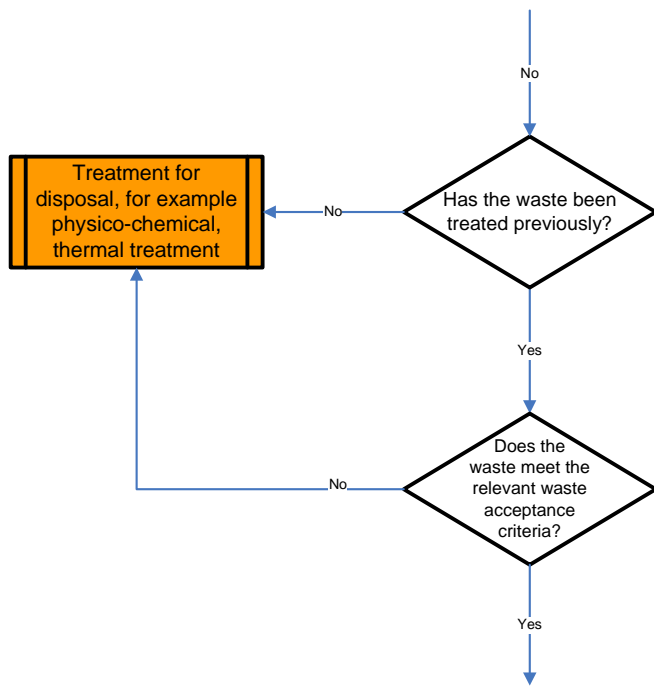 No
Treatment for
disposal, for example
physico-chemical,
thermal treatment
No
Has the waste been
treated previously?
Yes
Does the
waste meet the
relevant waste
acceptance
criteria?
No
Yes